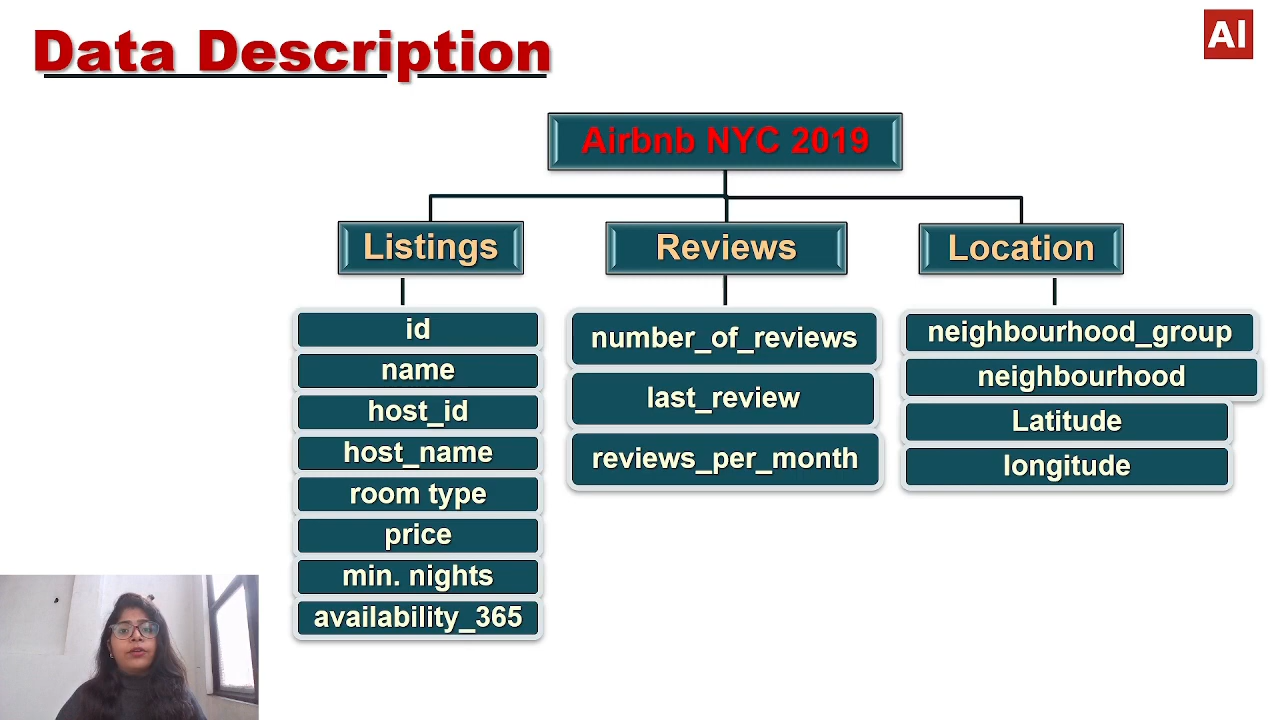 Data Description
AI
Airbnb NYC 2019
Listings
Reviews
Location
id
name
host_id
host_name
room type
price
min. nights
availability_365
number_of_reviews
last_review
reviews_per_month
neighbourhood_group
neighbourhood
Latitude
longitude